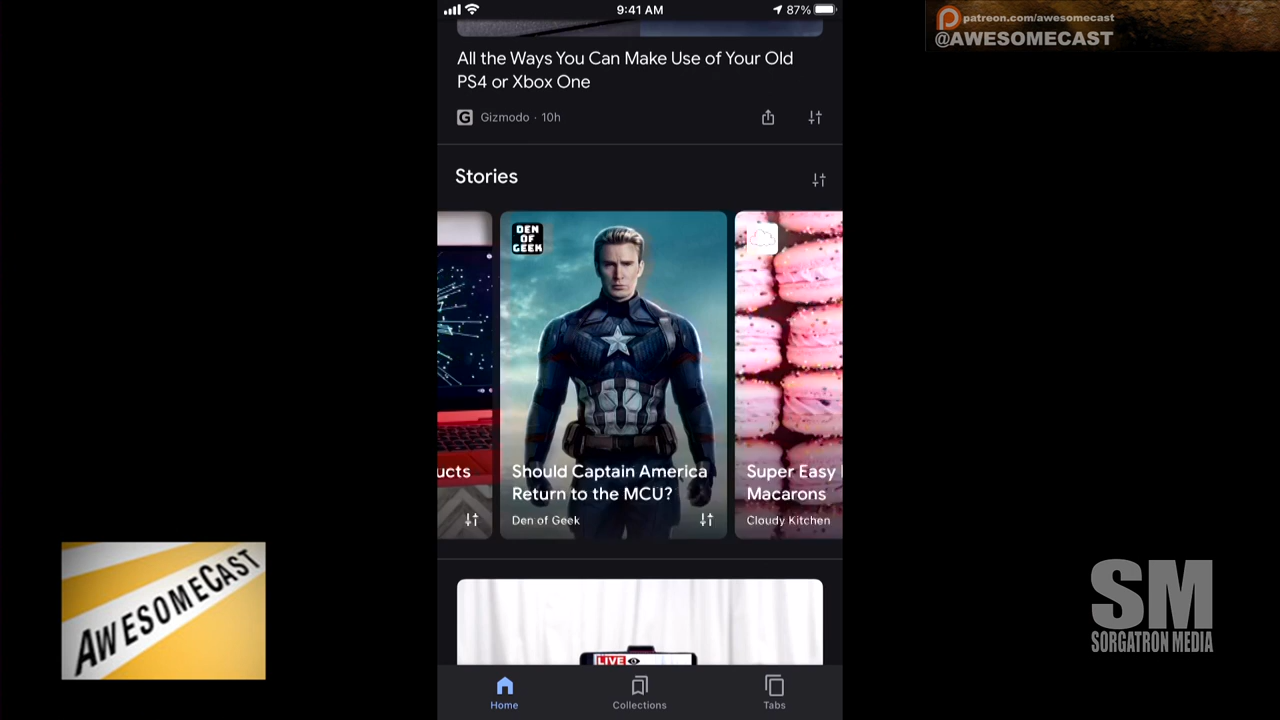 9:41 AM
87%
patreon.com/awesomecast
@AWESOMECAST
All the Ways You Can Make Use of Your Old
PS4 or Xbox One
G
Gizmodo · 10h
Stories
DEN
OF
GEEK
ucts
Should Captain America
Return to the MCU?
Den of Geek
Super Easy
Macarons
Cloudy Kitchen
LIVE
AWESOMECAST
SM
SORGATRON MEDIA
Home
Collections
Tabs